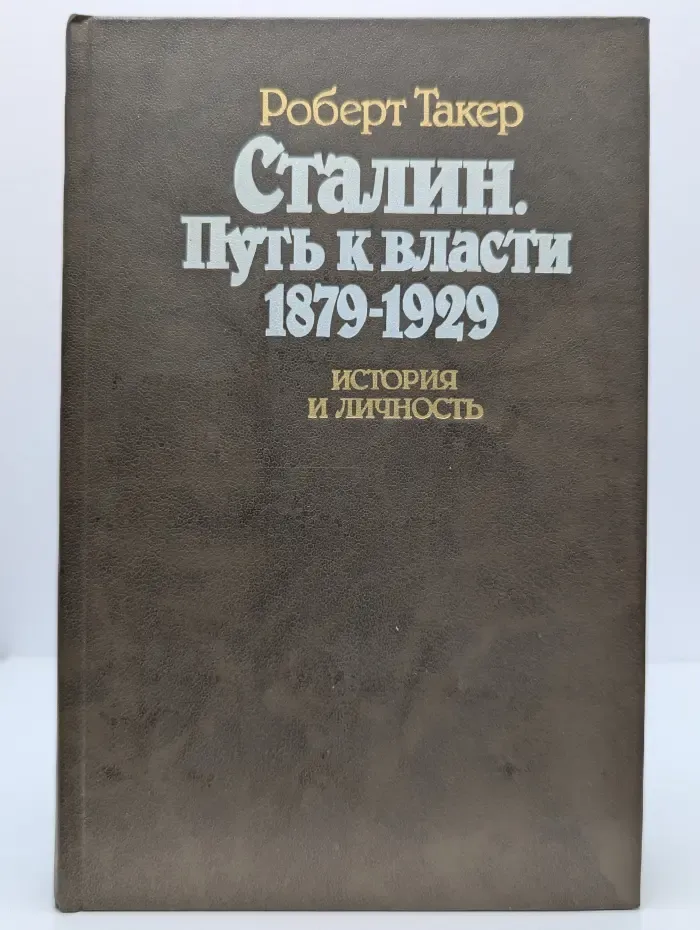 Роберт Такер
Сталин.
Путь к власти
1879-1929
ИСТОРИЯ
И ЛИЧНОСТЬ